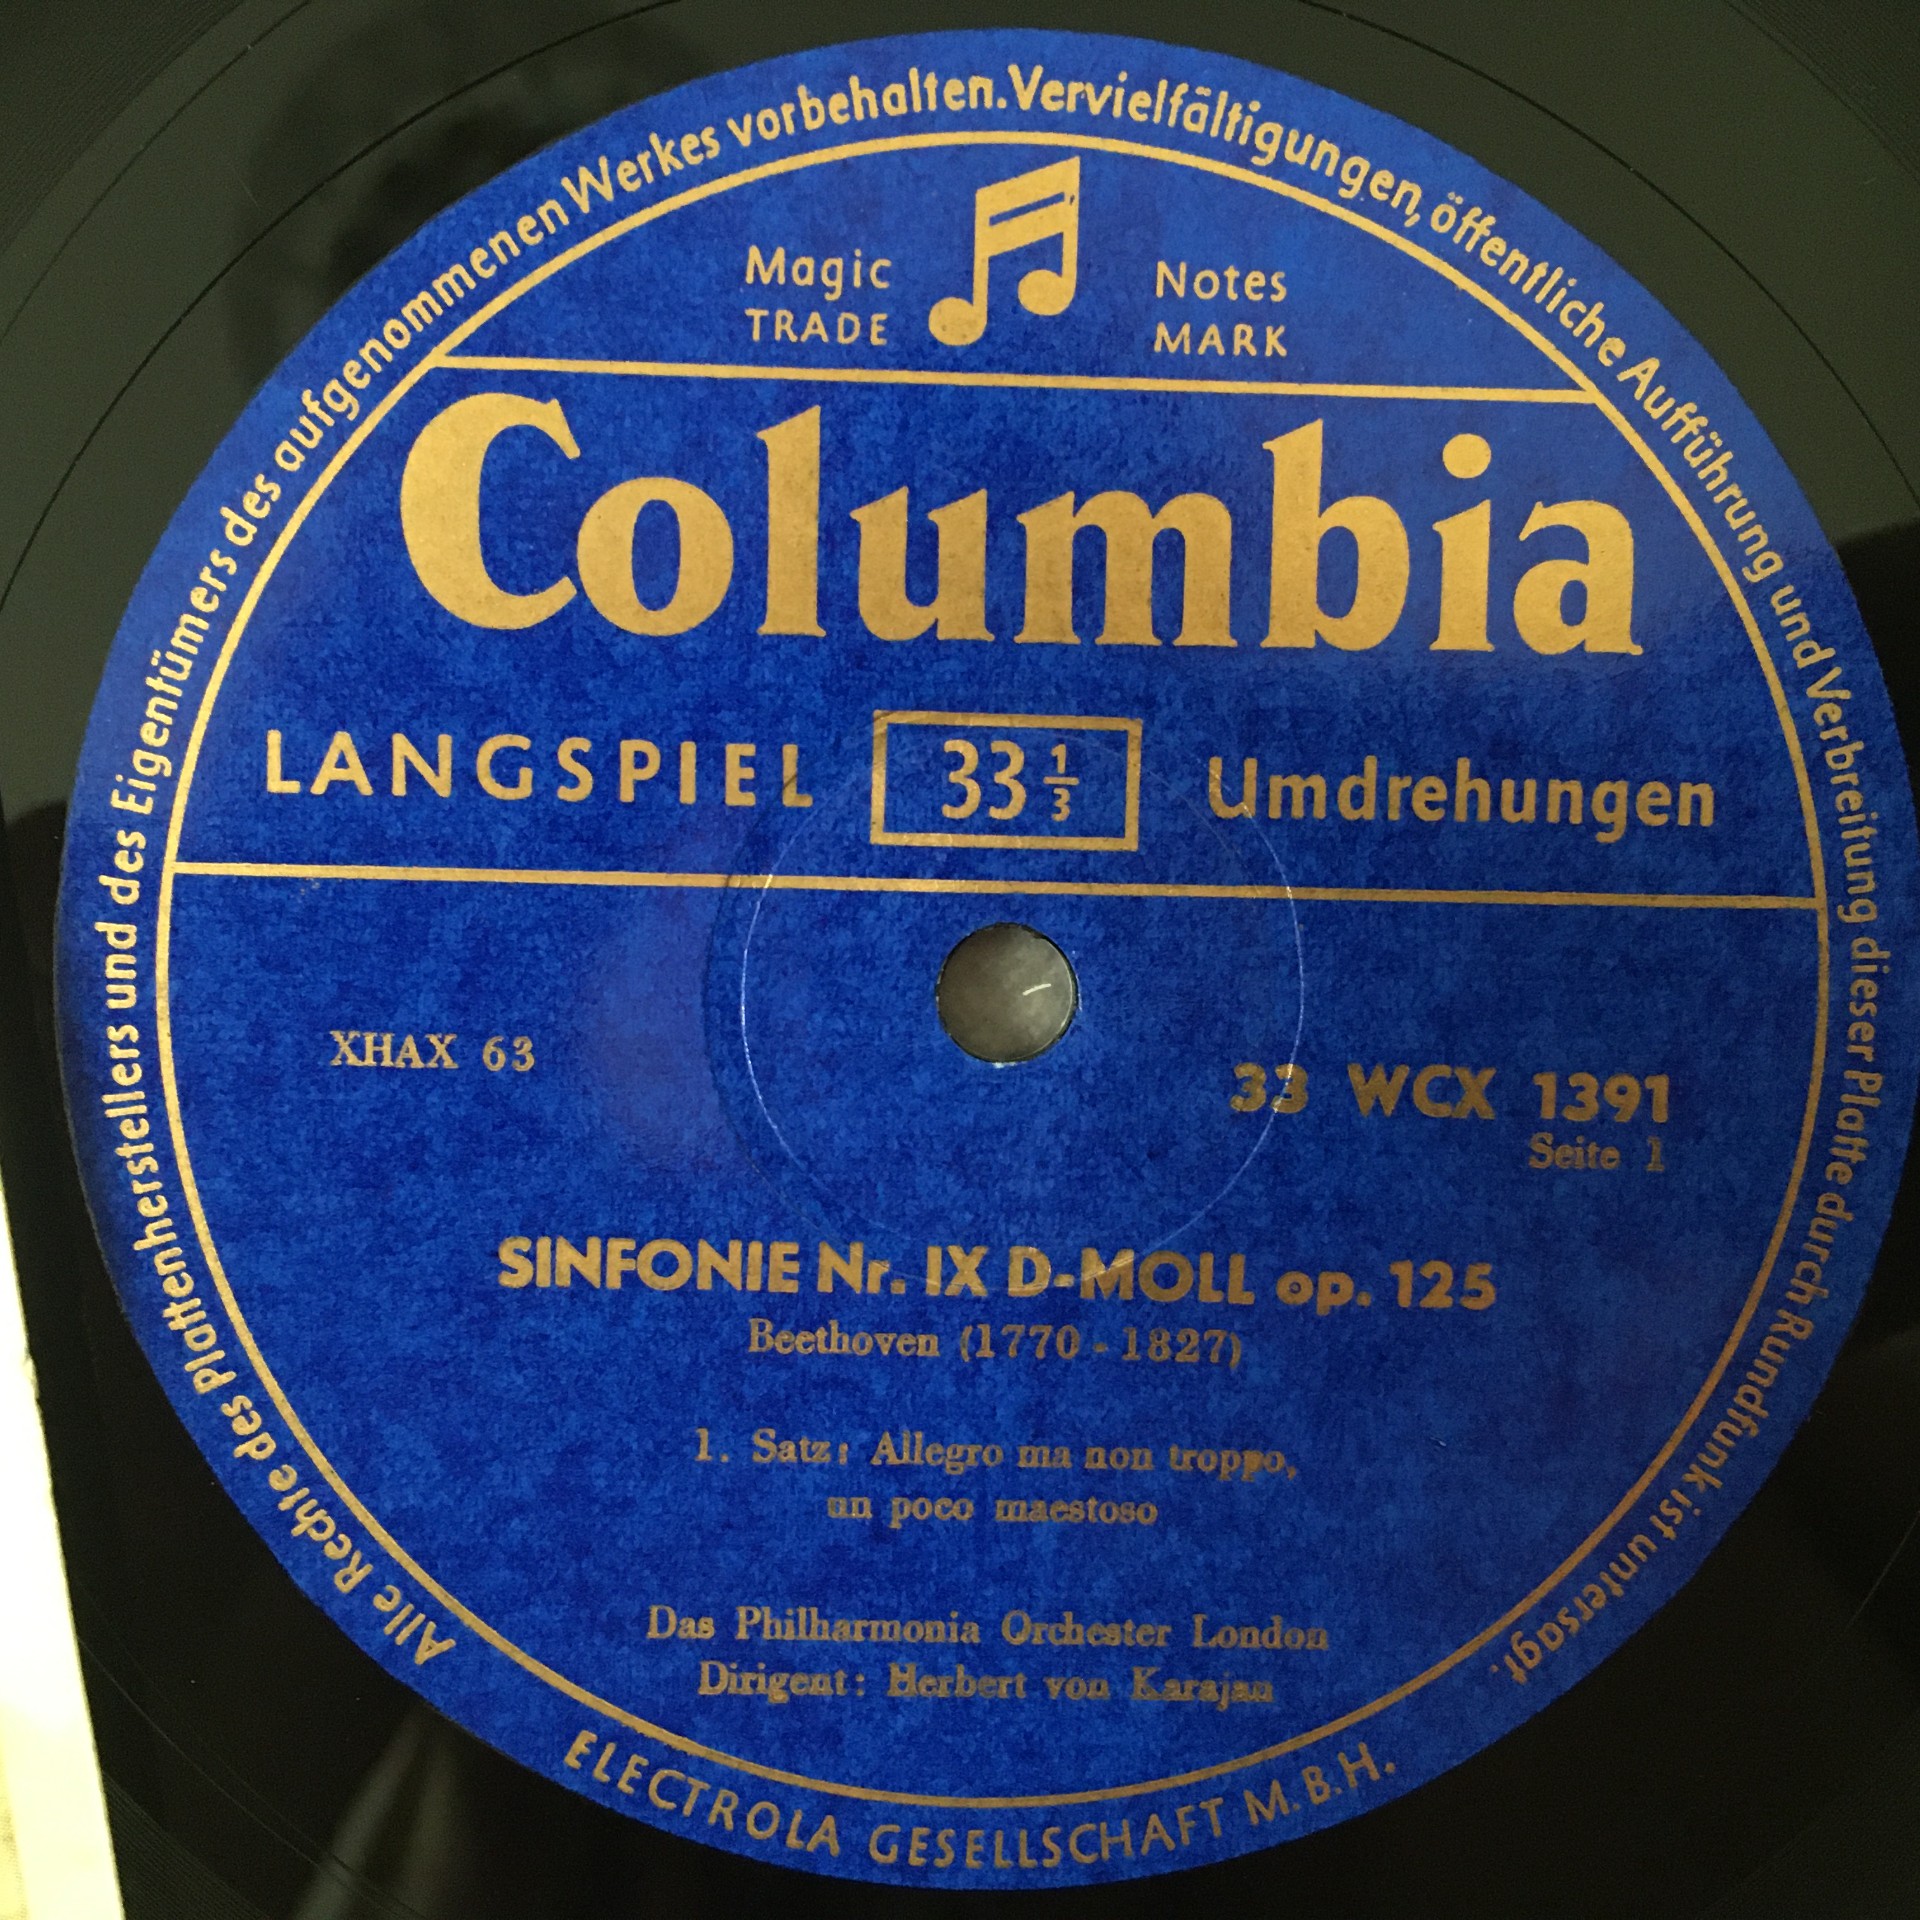 Alle Rechte des Plattenherstellers und des Eigentümers des aufgenommenen Werkes vorbehalten. Vervielfältigungen, öffentliche Aufführung und Verbreitung dieser Platte durch Rundfunk ist untersagt.
Magic Notes
TRADE MARK
Columbia
LANGSPIEL 33 1/3 Umdrehungen
XHAX 63
33 WCX 1391
Seite 1
SINFONIE Nr. IX D-MOLL op. 125
Beethoven (1770 - 1827)
1. Satz: Allegro ma non troppo,
un poco maestoso
Das Philharmonia Orchester London
Dirigent: Herbert von Karajan
ELECTROLA GESELLSCHAFT M.B.H.